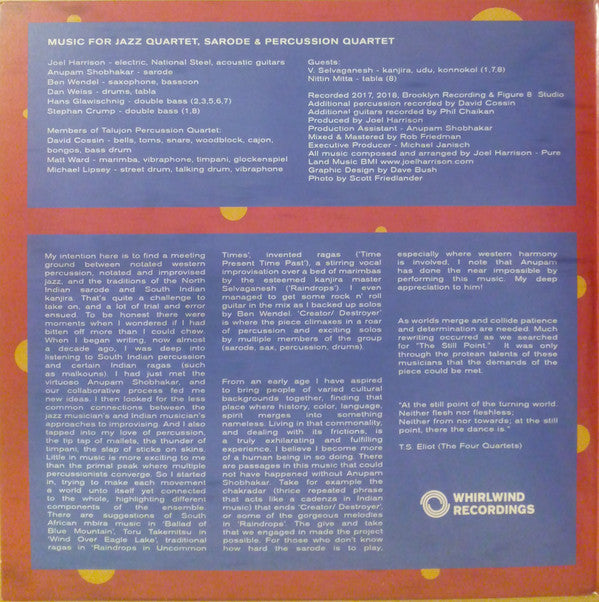 MUSIC FOR JAZZ QUARTET, SARODE & PERCUSSION QUARTET
Joel Harrison - electric, National Steel, acoustic guitars
Anupam Shobhakar - sarode
Ben Wendel - saxophone, bassoon
Dan Weiss - drums, tabla
Hans Glawischnig - double bass (2,3,5,6,7)
Stephan Crump - double bass (1,8)
Members of Talujon Percussion Quartet:
David Cossin - bells, toms, snare, woodblock, cajon,
bongos, bass drum
Matt Ward - marimba, vibraphone, timpani, glockenspiel
Michael Lipsey - street drum, talking drum, vibraphone
Guests:
V. Selvaganesh - kanjira, udu, konnokol (1,7,8)
Nittin Mitta - tabla (8)
Recorded 2017, 2018, Brooklyn Recording & Figure 8 Studio
Additional percussion recorded by David Cossin
Additional guitars recorded by Phil Chaikan
Produced by Joel Harrison
Production Assistant - Anupam Shobhakar
Mixed & Mastered by Rob Friedman
Executive Producer - Michael Janisch
All music composed and arranged by Joel Harrison - Pure
Land Music BMI www.joelharrison.com
Graphic Design by Dave Bush
Photo by Scott Friedlander
My intention here is to find a meeting
ground between notated western
percussion, notated and improvised
jazz, and the traditions of the North
Indian sarode and South Indian
kanjira. That's quite a challenge to
take on, and a lot of trial and error
ensued. To be honest there were
moments when I wondered if I had
bitten off more than I could chew.
When I began writing, now almost
a decade ago, I was deep into
listening to South Indian percussion
and certain Indian ragas (such
as malkouns). I had just met the
virtuoso Anupam Shobhakar, and
our collaborative process fed me
new ideas. I then looked for the less
common connections between the
jazz musician's and Indian musician's
approaches to improvising. And I also
tapped into my love of percussion,
the tip tap of mallets, the thunder of
timpani, the slap of sticks on skins.
Little in music is more exciting to me
than the primal peak where multiple
percussionists converge. So I started
in, trying to make each movement
a world unto itself yet connected
to the whole, highlighting different
components of the ensemble.
There are suggestions of South
African mbira music in 'Ballad of
Blue Mountain', Toru Takemitsu in
'Wind Over Eagle Lake', traditional
ragas in 'Raindrops in Uncommon
Times', invented ragas ('Time
Present Time Past'), a stirring vocal
improvisation over a bed of marimbas
by the esteemed kanjira master
Selvaganesh ('Raindrops'). I even
managed to get some rock n' roll
guitar in the mix as I backed up solos
by Ben Wendel. 'Creator/ Destroyer'
is where the piece climaxes in a roar
of percussion and exciting solos
by multiple members of the group
(sarode, sax, percussion, drums).
From an early age I have aspired
to bring people of varied cultural
backgrounds together, finding that
place where history, color, language,
spirit merges into something
nameless. Living in that commonality,
and dealing with its frictions, is
a truly exhilarating and fulfilling
experience. I believe I become more
of a human being in so doing. There
are passages in this music that could
not have happened without Anupam
Shobakar. Take for example the
chakradar (thrice repeated phrase
that acts like a cadenza in Indian
music) that ends 'Creator/ Destroyer',
or some of the gorgeous melodies
in 'Raindrops'. The give and take
that we engaged in made the project
possible. For those who don't know
how hard the sarode is to play,
especially where western harmony
is involved. I note that Anupam
has done the near impossible by
performing this music. My deep
appreciation to him!
As worlds merge and collide patience
and determination are needed. Much
rewriting occurred as we searched
for "The Still Point." It was only
through the protean talents of these
musicians that the demands of the
piece could be met.
"At the still point of the turning world.
Neither flesh nor fleshless;
Neither from nor towards; at the still
point, there the dance is."
T.S. Eliot (The Four Quartets)
WHIRLWIND
RECORDINGS